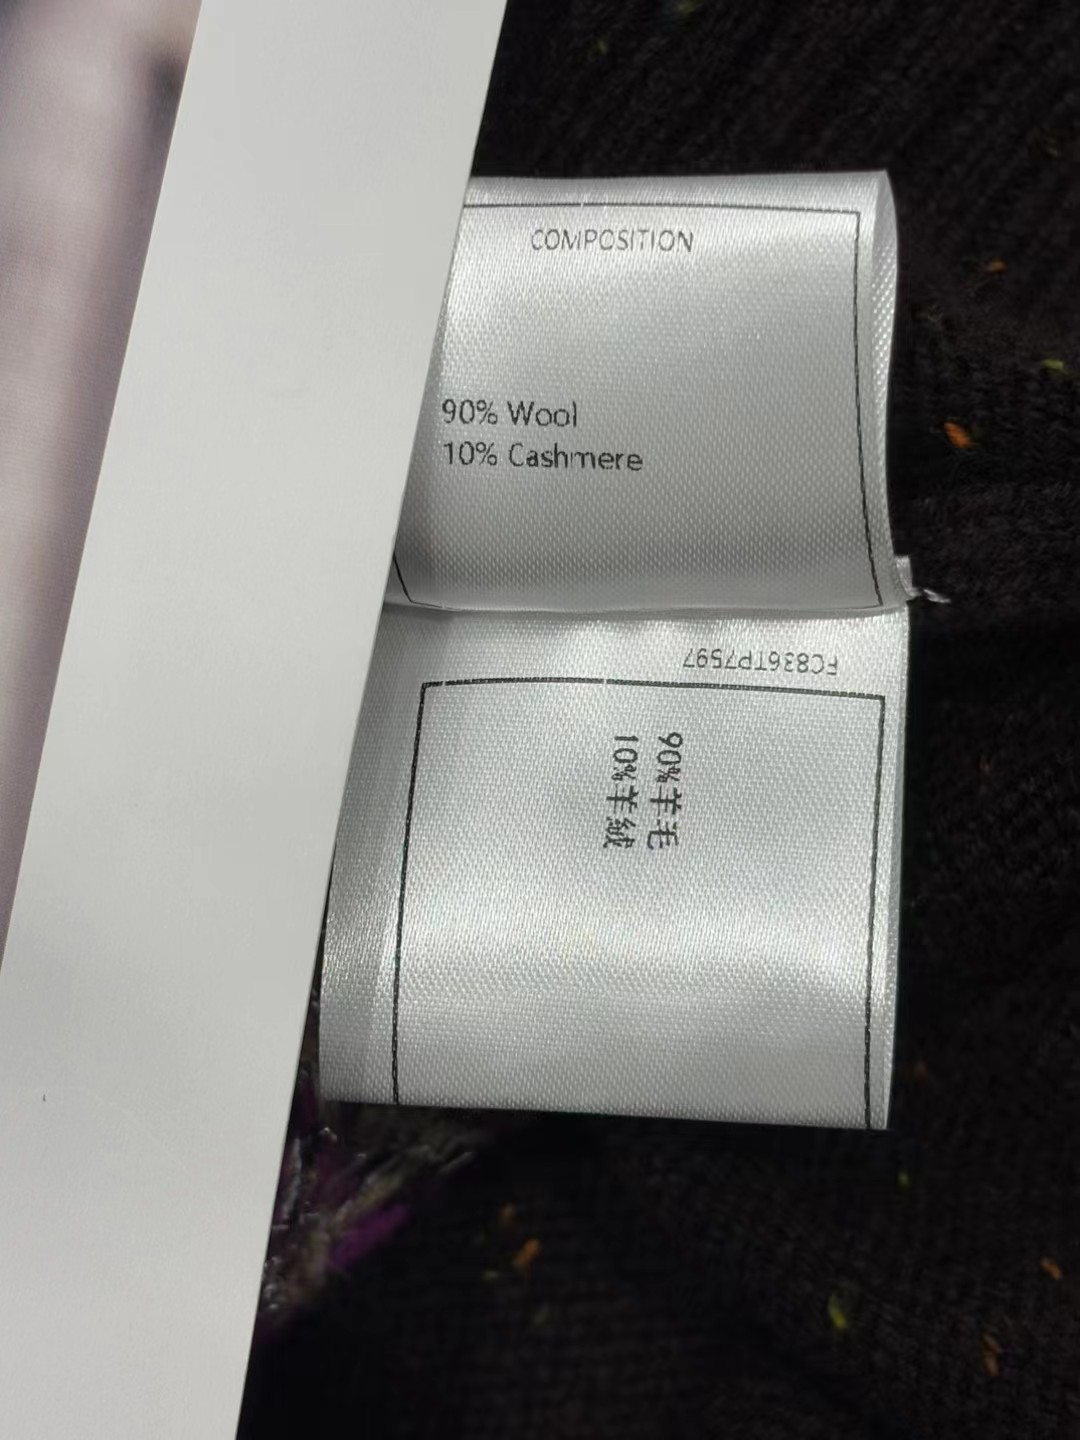 COMPOSITION
90% Wool
10% Cashmere
FC836TP7597
90%羊毛
10%羊絨